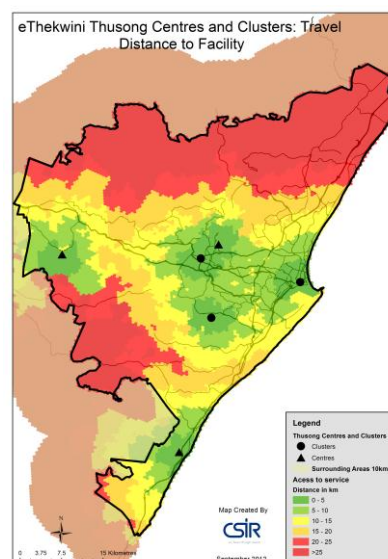 eThekwini Thusong Centres and Clusters: Travel
Distance to Facility
Legend
Thusong Centres and Clusters
Clusters
Centres
Surrounding Areas 10km
Access to service
Distance in km
0 - 5
5 - 10
10 - 15
15 - 20
20 - 25
>25
Map Created By
CSIR
N
0 3.75 7.5 15 Kilometers
September 2012